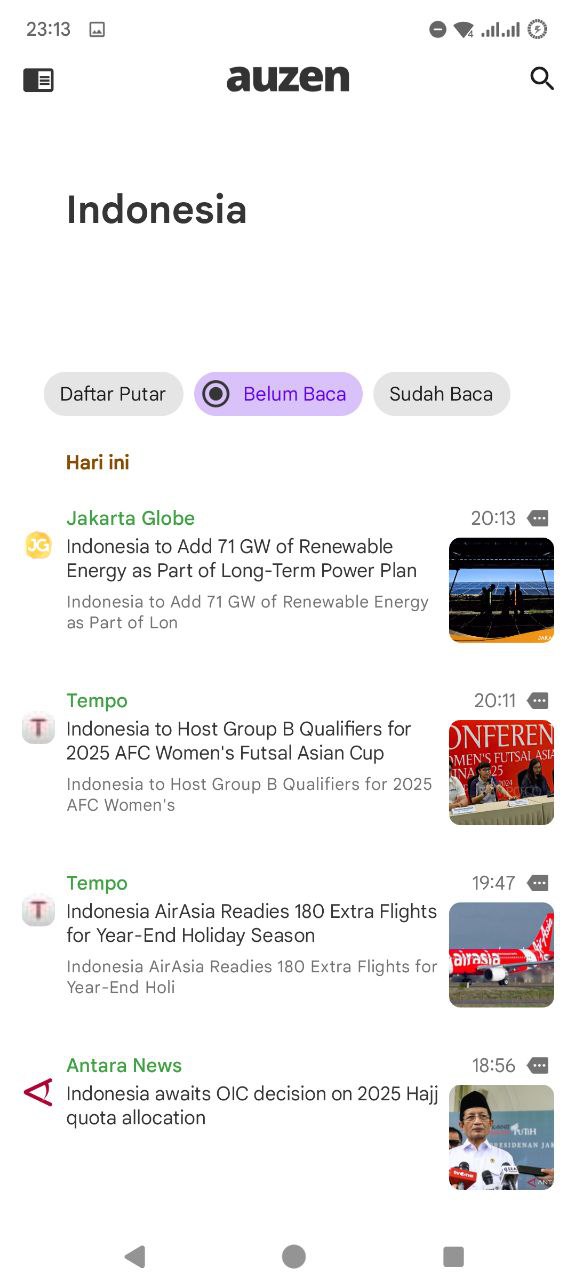 23:13
auzen
Indonesia
Daftar Putar
Belum Baca
Sudah Baca
Hari ini
Jakarta Globe
20:13
JG
Indonesia to Add 71 GW of Renewable
Energy as Part of Long-Term Power Plan
Indonesia to Add 71 GW of Renewable Energy
as Part of Lon
Tempo
20:11
T
Indonesia to Host Group B Qualifiers for
2025 AFC Women's Futsal Asian Cup
Indonesia to Host Group B Qualifiers for 2025
AFC Women's
ONFEREN
OMEN'S FUTSAL ASIA
INA 2025
Tempo
19:47
T
Indonesia AirAsia Readies 180 Extra Flights
for Year-End Holiday Season
Indonesia AirAsia Readies 180 Extra Flights for
Year-End Holi
airasia
Antara News
18:56
Indonesia awaits OIC decision on 2025 Hajj
quota allocation
PUTIH
PRESIDENAN JAK